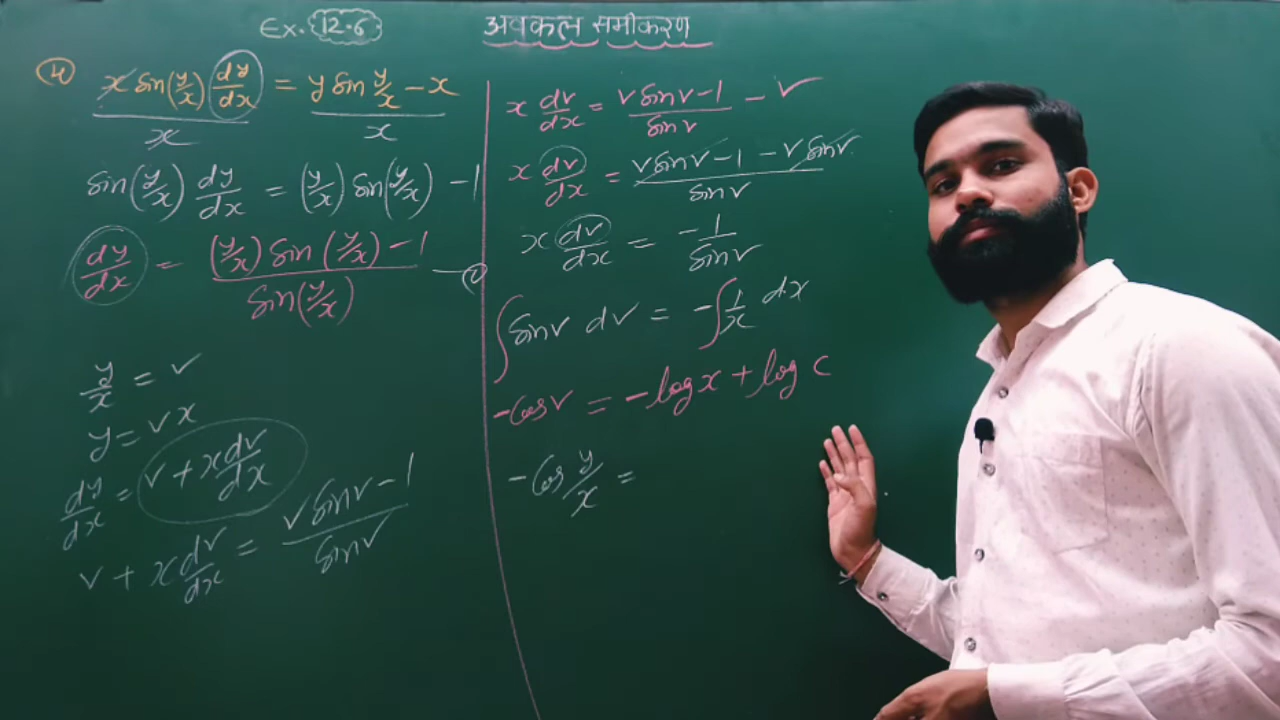 Ex. 12.6
अवकल समीकरण
(4) x sin(y/x) dy/dx / x = y sin y/x - x / x
sin(y/x) dy/dx = (y/x) sin(y/x) - 1
dy/dx = (y/x) sin(y/x) - 1 / sin(y/x)
y/x = v
y = vx
dy/dx = v + x dv/dx
v + x dv/dx = v sin v - 1 / sin v
x dv/dx = v sin v - 1 / sin v - v
x dv/dx = v sin v - 1 - v sin v / sin v
x dv/dx = -1 / sin v
∫ sin v dv = -∫ 1/x dx
-cos v = -log x + log c
-cos y/x =